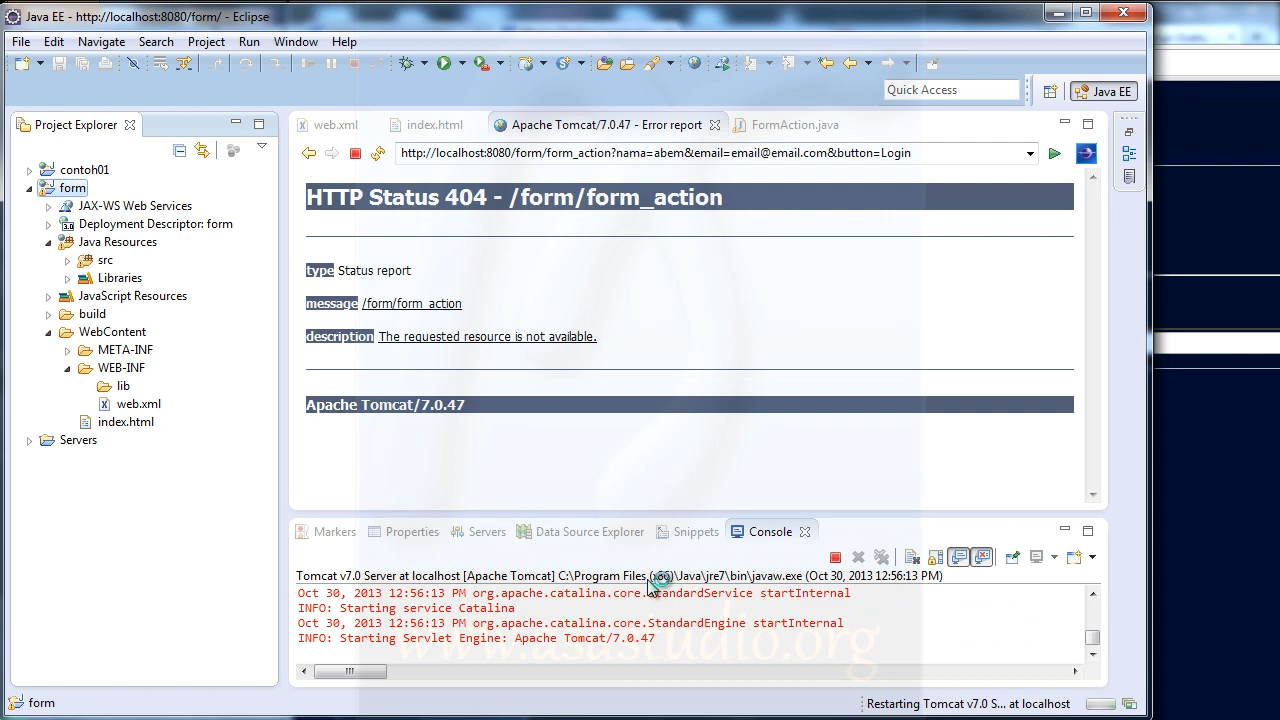 Java EE - http://localhost:8080/form/ - Eclipse
File Edit Navigate Search Project Run Window Help
Quick Access
Java EE
Project Explorer
web.xml
index.html
Apache Tomcat/7.0.47 - Error report
FormAction.java
http://localhost:8080/form/form_action?nama=abem&email=email@email.com&button=Login
contoh01
form
JAX-WS Web Services
Deployment Descriptor: form
3.0
Java Resources
src
Libraries
JavaScript Resources
build
WebContent
META-INF
WEB-INF
lib
web.xml
index.html
Servers
HTTP Status 404 - /form/form_action
type Status report
message /form/form_action
description The requested resource is not available.
Apache Tomcat/7.0.47
Markers
Properties
Servers
Data Source Explorer
Snippets
Console
Tomcat v7.0 Server at localhost [Apache Tomcat] C:\Program Files (x86)\Java\jre7\bin\javaw.exe (Oct 30, 2013 12:56:13 PM)
Oct 30, 2013 12:56:13 PM org.apache.catalina.core.StandardService startInternal
INFO: Starting service Catalina
Oct 30, 2013 12:56:13 PM org.apache.catalina.core.StandardEngine startInternal
INFO: Starting Servlet Engine: Apache Tomcat/7.0.47
www.asastudio.org
form
Restarting Tomcat v7.0 S... at localhost